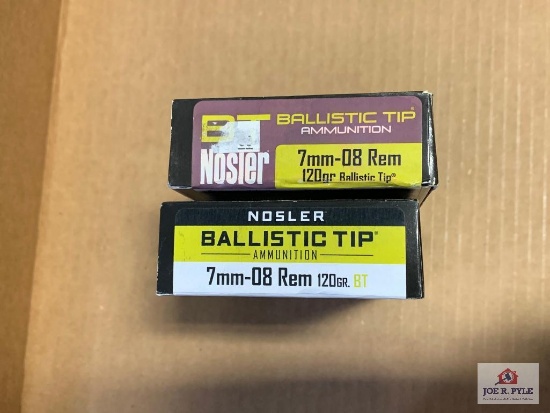 BT BALLISTIC TIP®
AMMUNITION
Nosler
7mm-08 Rem
120gr Ballistic Tip®
NOSLER
BALLISTIC TIP®
AMMUNITION
7mm-08 Rem 120GR. BT
JOE R. PYLE